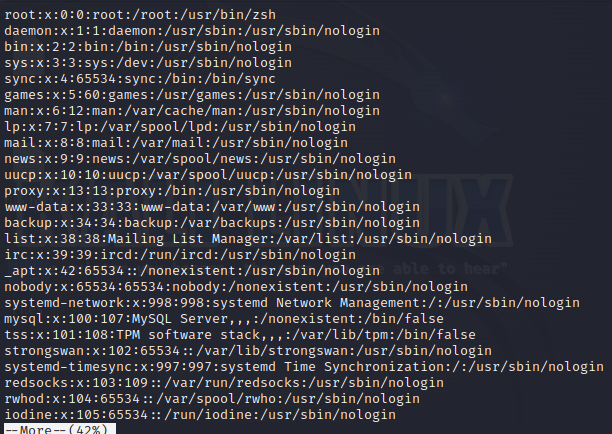 root:x:0:0:root:/root:/usr/bin/zsh
daemon:x:1:1:daemon:/usr/sbin:/usr/sbin/nologin
bin:x:2:2:bin:/bin:/usr/sbin/nologin
sys:x:3:3:sys:/dev:/usr/sbin/nologin
sync:x:4:65534:sync:/bin:/bin/sync
games:x:5:60:games:/usr/games:/usr/sbin/nologin
man:x:6:12:man:/var/cache/man:/usr/sbin/nologin
lp:x:7:7:lp:/var/spool/lpd:/usr/sbin/nologin
mail:x:8:8:mail:/var/mail:/usr/sbin/nologin
news:x:9:9:news:/var/spool/news:/usr/sbin/nologin
uucp:x:10:10:uucp:/var/spool/uucp:/usr/sbin/nologin
proxy:x:13:13:proxy:/bin:/usr/sbin/nologin
www-data:x:33:33:www-data:/var/www:/usr/sbin/nologin
backup:x:34:34:backup:/var/backups:/usr/sbin/nologin
list:x:38:38:Mailing List Manager:/var/list:/usr/sbin/nologin
irc:x:39:39:ircd:/run/ircd:/usr/sbin/nologin
_apt:x:42:65534::/nonexistent:/usr/sbin/nologin
able to hear"
nobody:x:65534:65534:nobody:/nonexistent:/usr/sbin/nologin
systemd-network:x:998:998:systemd Network Management:/:/usr/sbin/nologin
mysql:x:100:107:MySQL Server,,,:/nonexistent:/bin/false
tss:x:101:108:TPM software stack,,,:/var/lib/tpm:/bin/false
strongswan:x:102:65534::/var/lib/strongswan:/usr/sbin/nologin
systemd-timesync:x:997:997:systemd Time Synchronization:/:/usr/sbin/nologin
redsocks:x:103:109::/var/run/redsocks:/usr/sbin/nologin
rwhod:x:104:65534::/var/spool/rwho:/usr/sbin/nologin
iodine:x:105:65534::/run/iodine:/usr/sbin/nologin
--More--(42%)